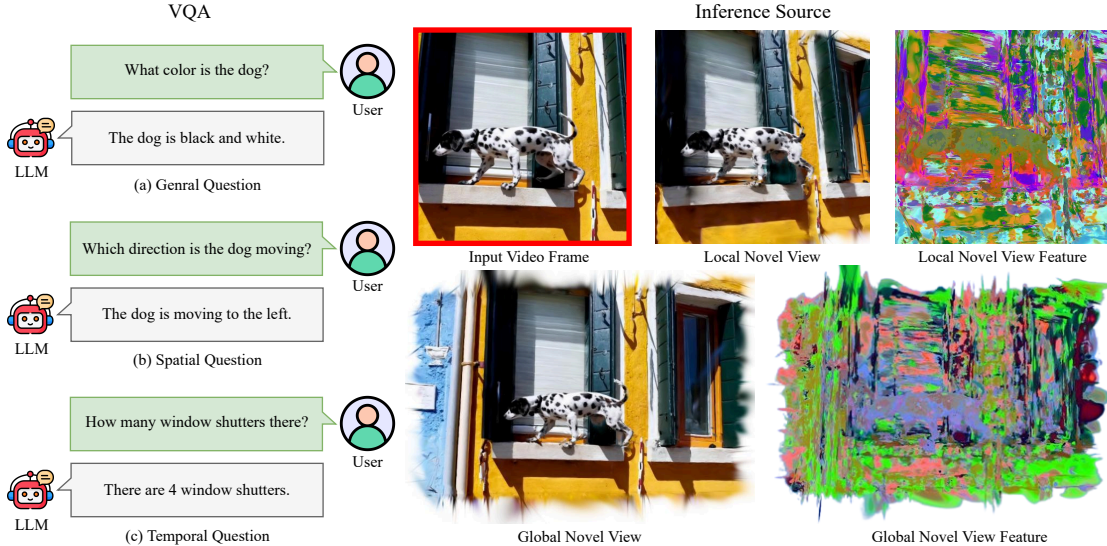 VQA
Inference Source
What color is the dog?
User
The dog is black and white.
LLM
(a) Genral Question
Which direction is the dog moving?
User
The dog is moving to the left.
LLM
(b) Spatial Question
How many window shutters there?
User
There are 4 window shutters.
LLM
(c) Temporal Question
Input Video Frame
Local Novel View
Local Novel View Feature
Global Novel View
Global Novel View Feature